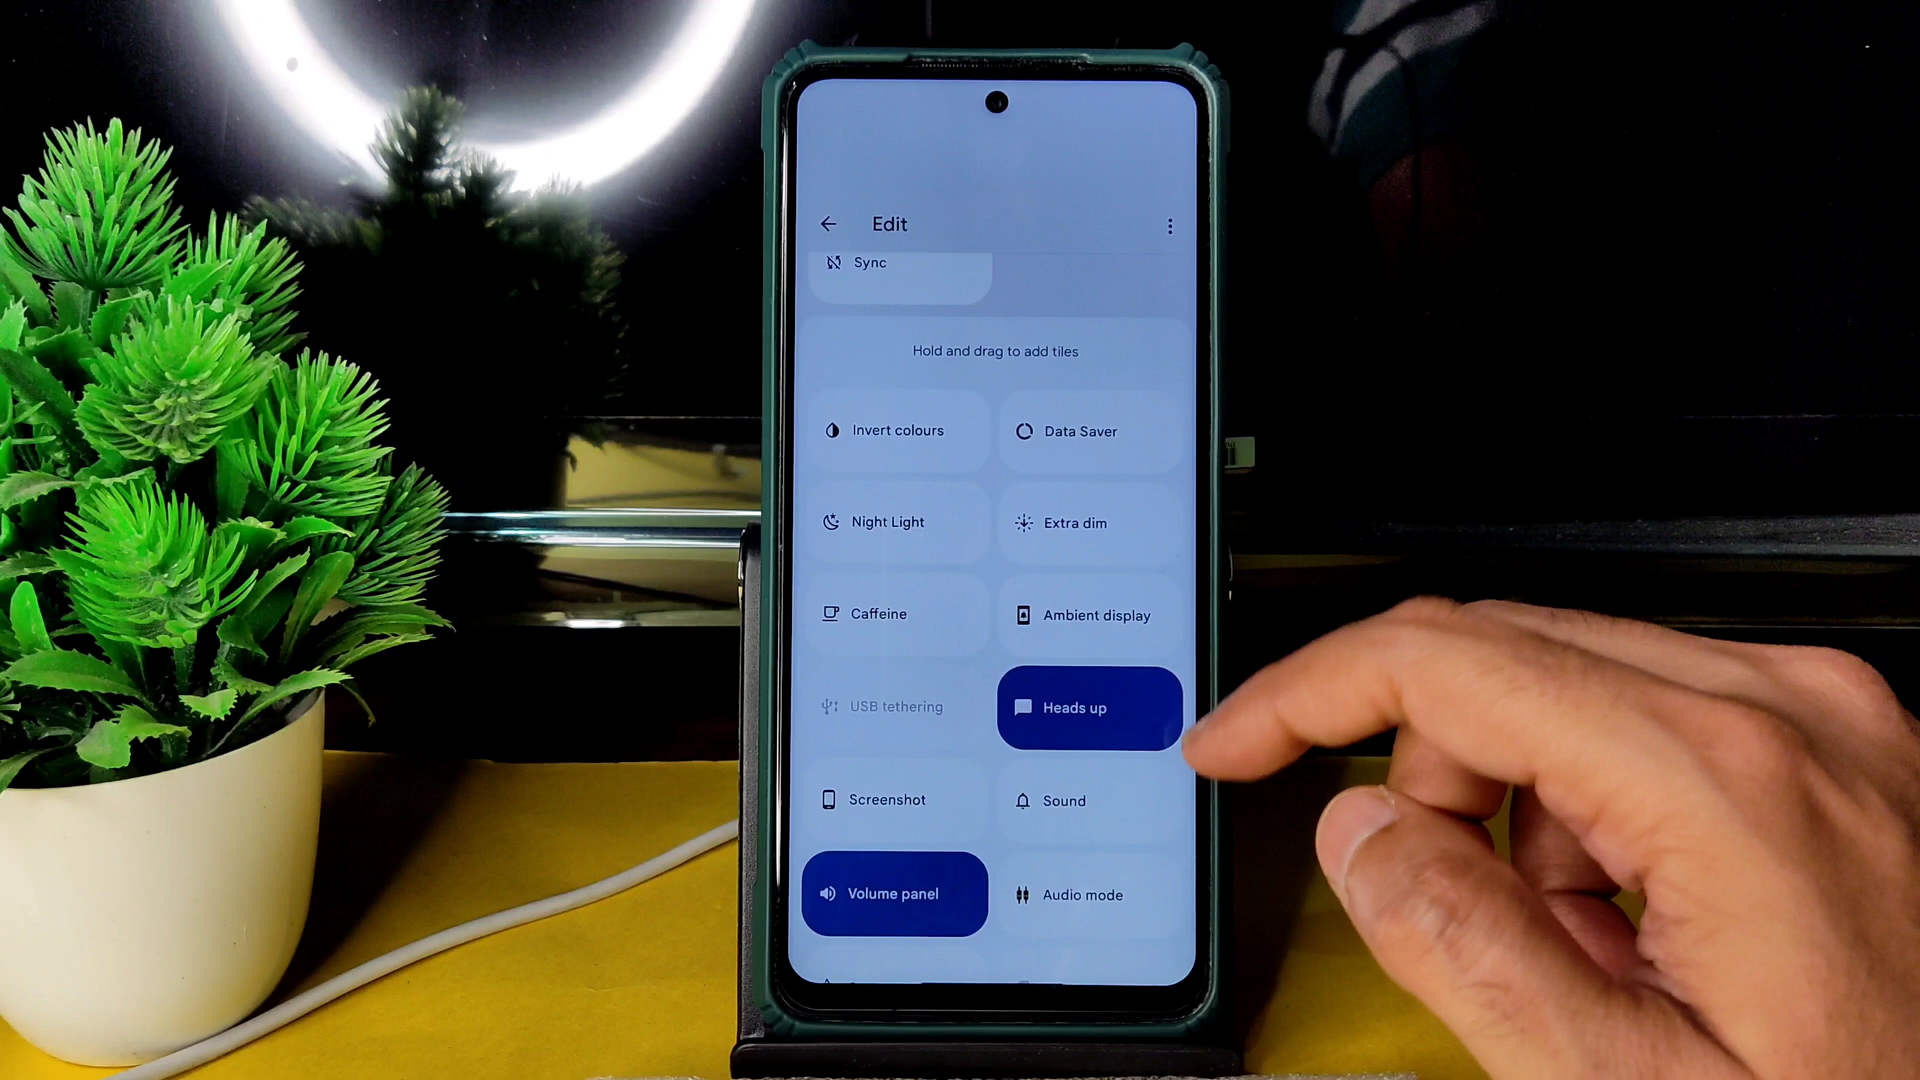 Edit
Sync
Hold and drag to add tiles
Invert colours
Data Saver
Night Light
Extra dim
Caffeine
Ambient display
USB tethering
Heads up
Screenshot
Sound
Volume panel
Audio mode